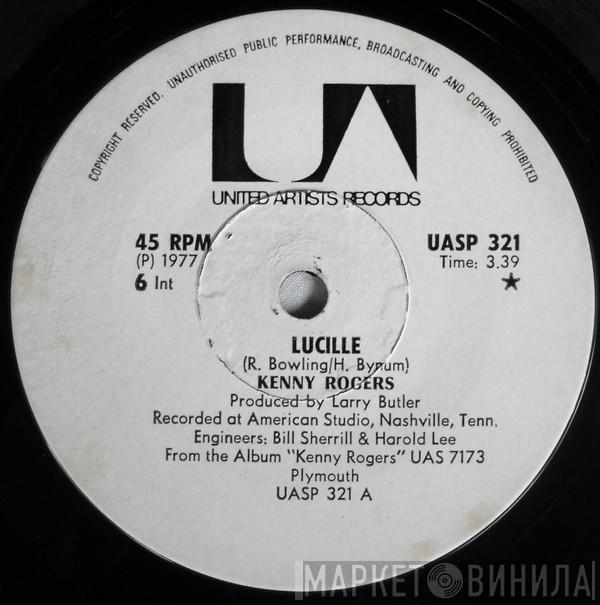 COPYRIGHT RESERVED. UNAUTHORISED PUBLIC PERFORMANCE, BROADCASTING AND COPYING PROHIBITED
UA
UNITED ARTISTS RECORDS
45 RPM
(P) 1977
6 Int
UASP 321
Time: 3.39
★
LUCILLE
(R. Bowling/H. Bynum)
KENNY ROGERS
Produced by Larry Butler
Recorded at American Studio, Nashville, Tenn.
Engineers: Bill Sherrill & Harold Lee
From the Album "Kenny Rogers" UAS 7173
Plymouth
UASP 321 A
МАРКЕТ ВИНИЛА